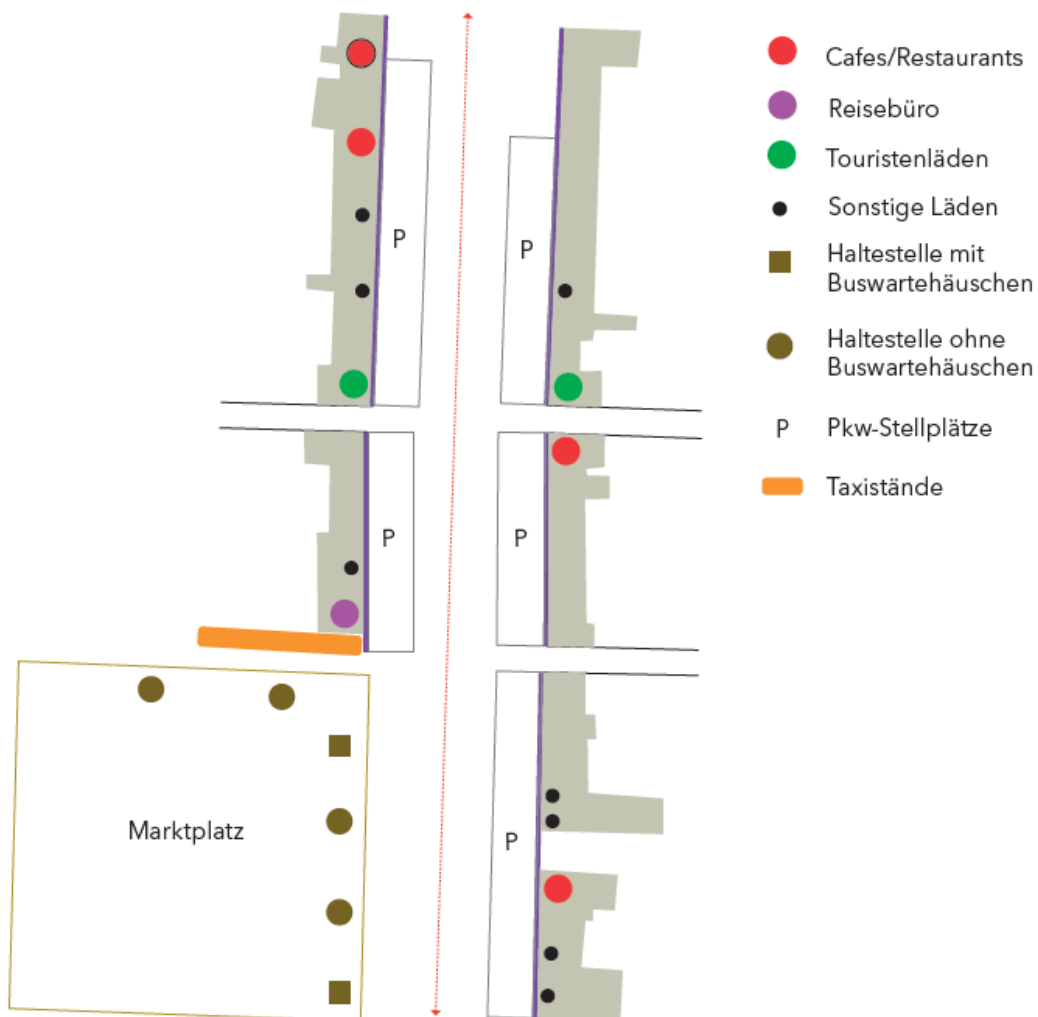 Cafes/Restaurants
Reisebüro
Touristenläden
Sonstige Läden
Haltestelle mit
Buswartehäuschen
Haltestelle ohne
Buswartehäuschen
P Pkw-Stellplätze
Taxistände
P
P
P
P
P
Marktplatz